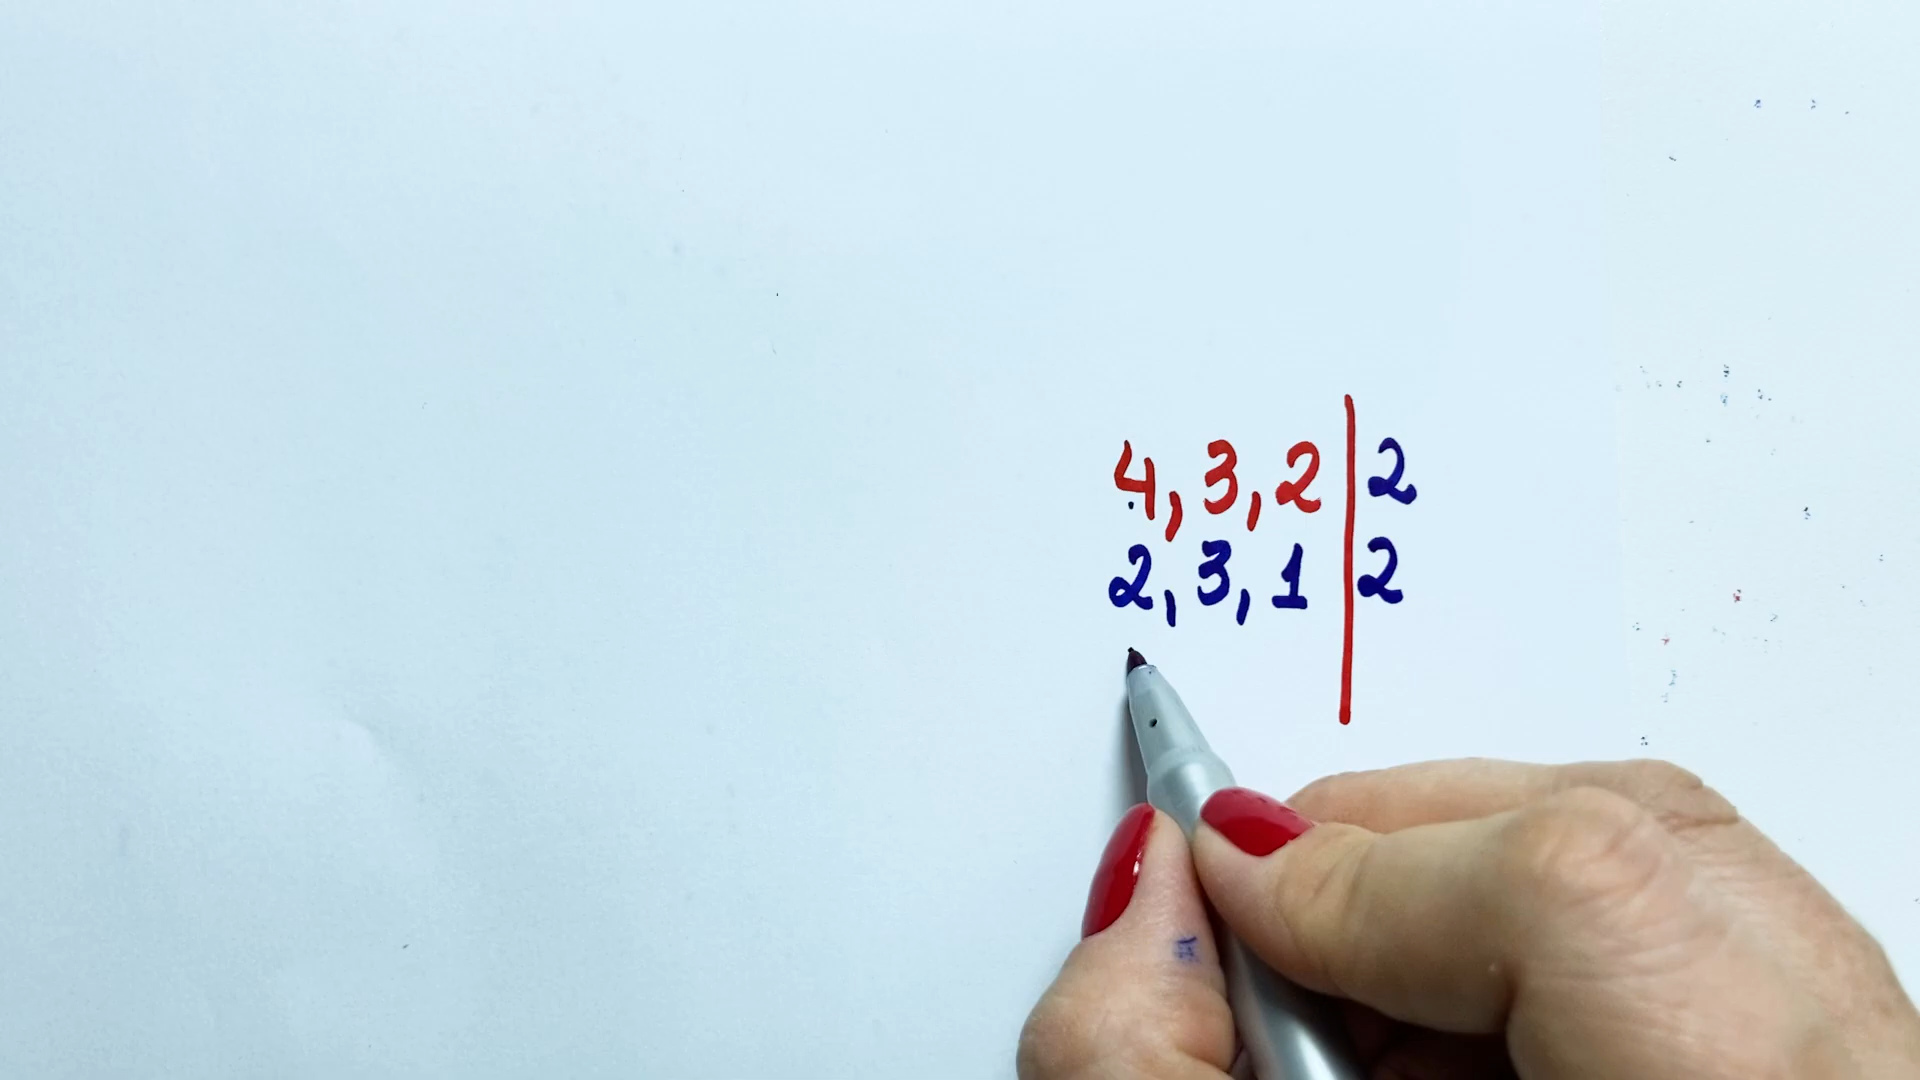 4, 3, 2 | 2
2, 3, 1 | 2